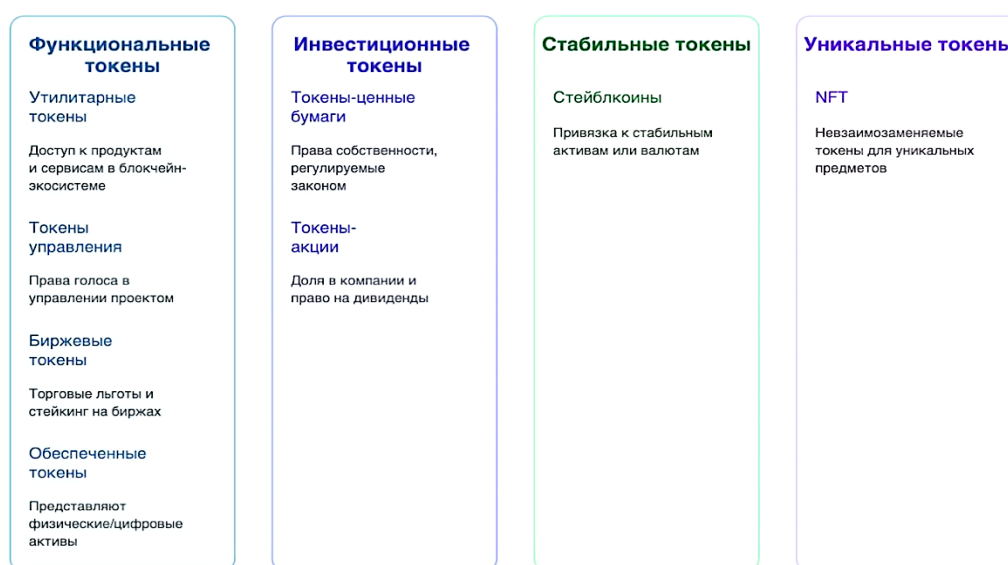 Функциональные
токены
Утилитарные
токены
Доступ к продуктам
и сервисам в блокчейн-
экосистеме
Токены
управления
Права голоса в
управлении проектом
Биржевые
токены
Торговые льготы и
стейкинг на биржах
Обеспеченные
токены
Представляют
физические/цифровые
активы
Инвестиционные
токены
Токены-ценные
бумаги
Права собственности,
регулируемые
законом
Токены-
акции
Доля в компании и
право на дивиденды
Стабильные токены
Стейблкоины
Привязка к стабильным
активам или валютам
Уникальные токены
NFT
Невзаимозаменяемые
токены для уникальных
предметов